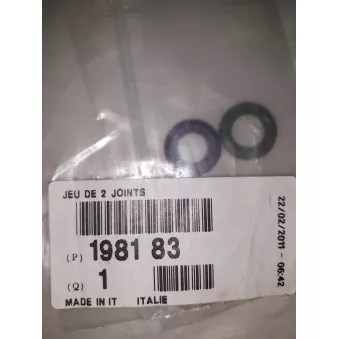 JEU DE 2 JOINTS
(P) 1981 83
(Q) 1
MADE IN IT ITALIE
22/02/2011 - 06:42